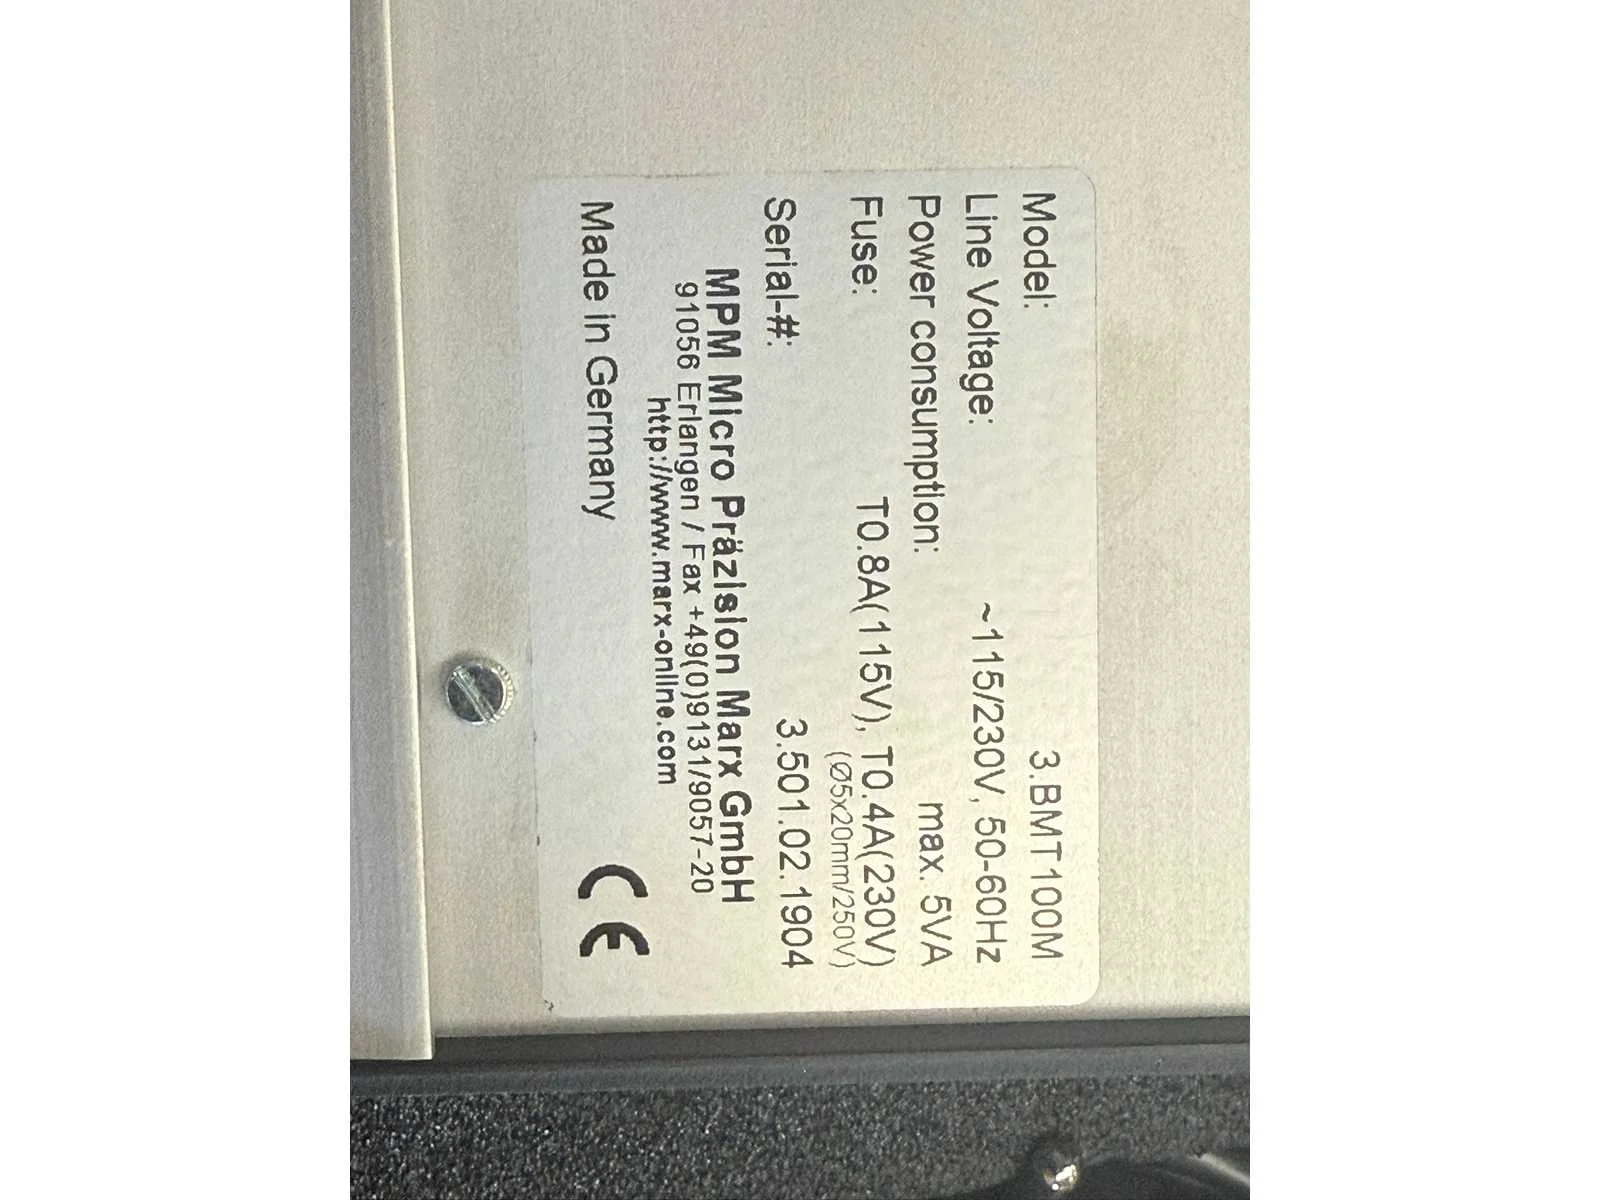 Model: 3.BMT100M
Line Voltage: ~115/230V, 50-60Hz
Power consumption: max. 5VA
Fuse: T0.8A(115V), T0.4A(230V)
(Ø5x20mm/250V)
Serial-#: 3.501.02.1904
MPM Micro Präzision Marx GmbH
91056 Erlangen / Fax +49(0)9131/9057-20
http://www.marx-online.com
Made in Germany CE